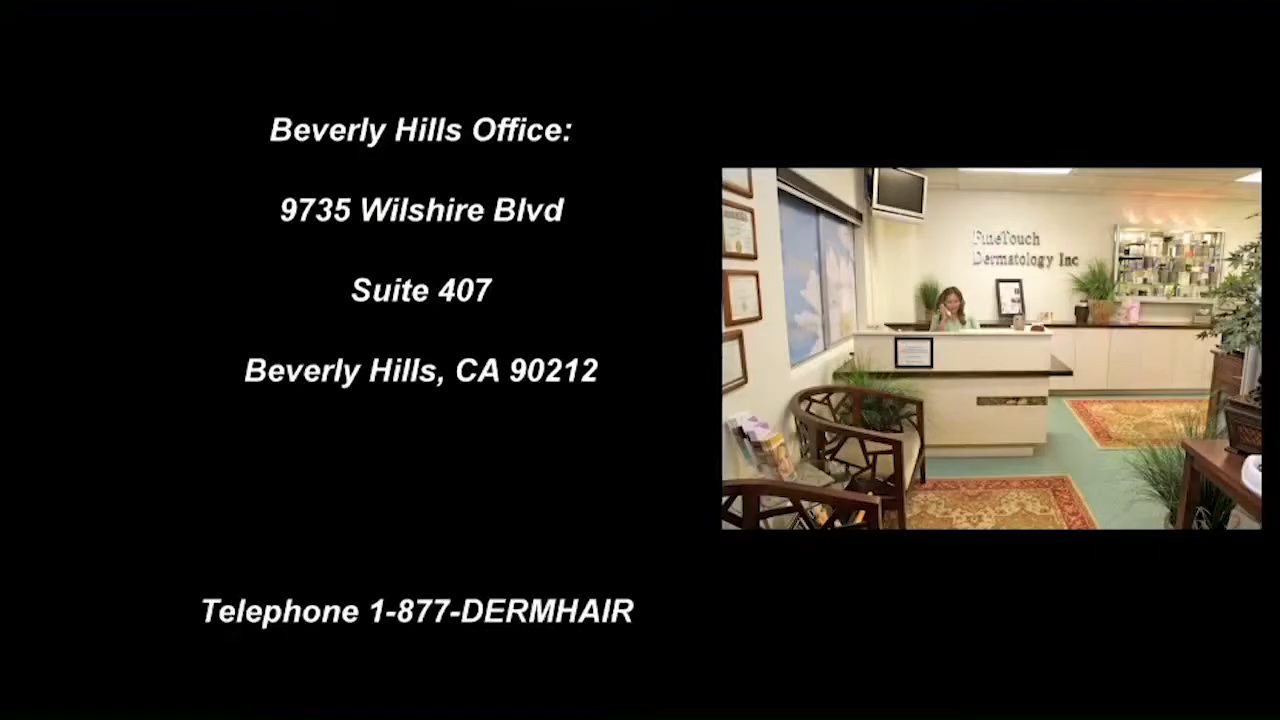 Beverly Hills Office:
9735 Wilshire Blvd
Suite 407
Beverly Hills, CA 90212
Telephone 1-877-DERMHAIR
FineTouch
Dermatology Inc